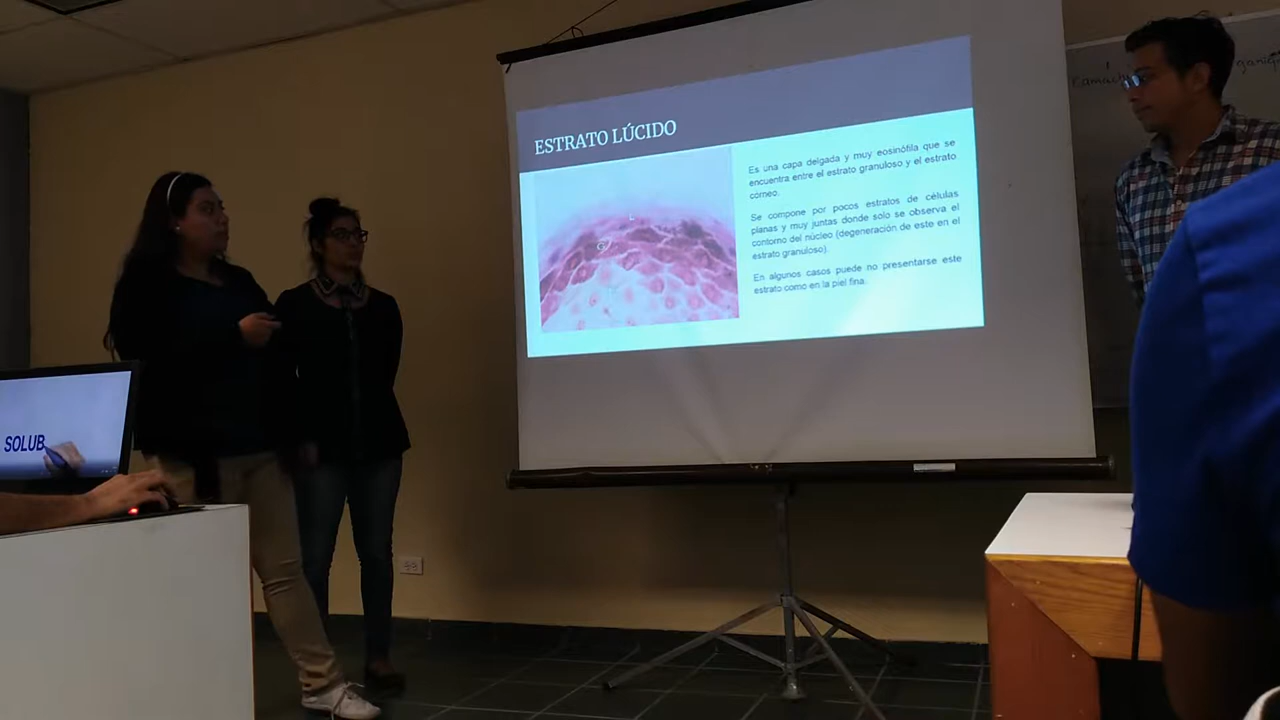 ESTRATO LÚCIDO
Es una capa delgada y muy eosinófila que se
encuentra entre el estrato granuloso y el estrato
córneo.
Se compone por pocos estratos de células
planas y muy juntas donde solo se observa el
contorno del núcleo (degeneración de este en el
estrato granuloso).
En algunos casos puede no presentarse este
estrato como en la piel fina.
L
G
SOLUB